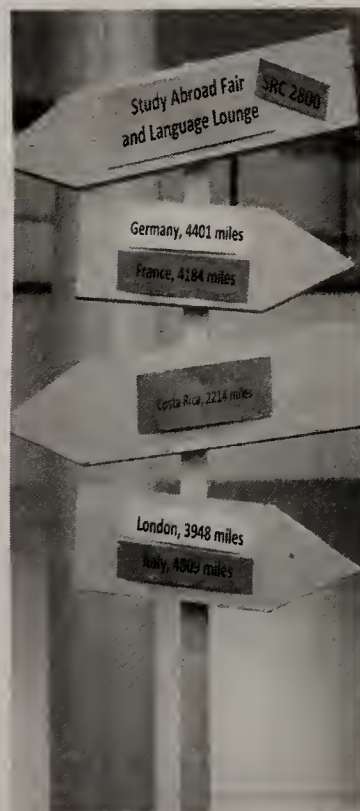 Study Abroad Fair
and Language Lounge
SRC 2800
Germany, 4401 miles
France, 4184 miles
Costa Rica, 2214 miles
London, 3948 miles
Italy, 4809 miles